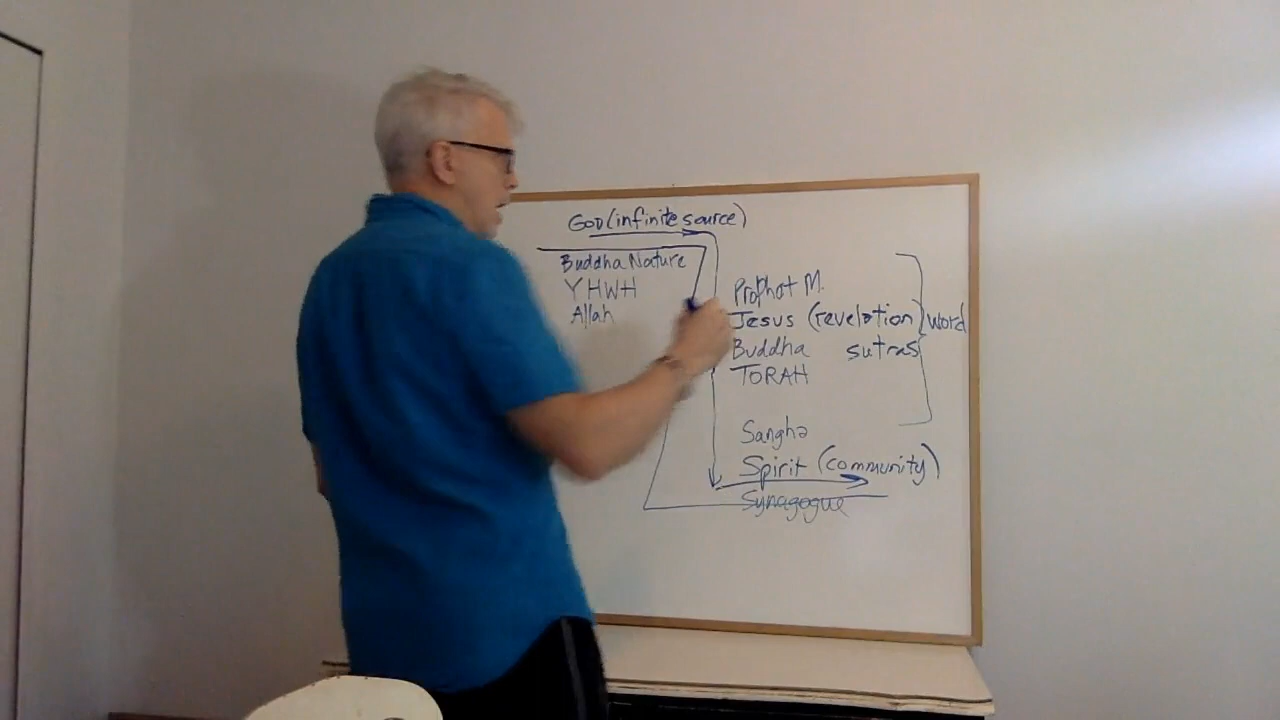 GOD (infinite source)
Buddha Nature
YHWH
Allah
Prophet M.
Jesus (revelation)
word
Buddha sutras
TORAH
Sangha
Spirit (community)
Synagogue